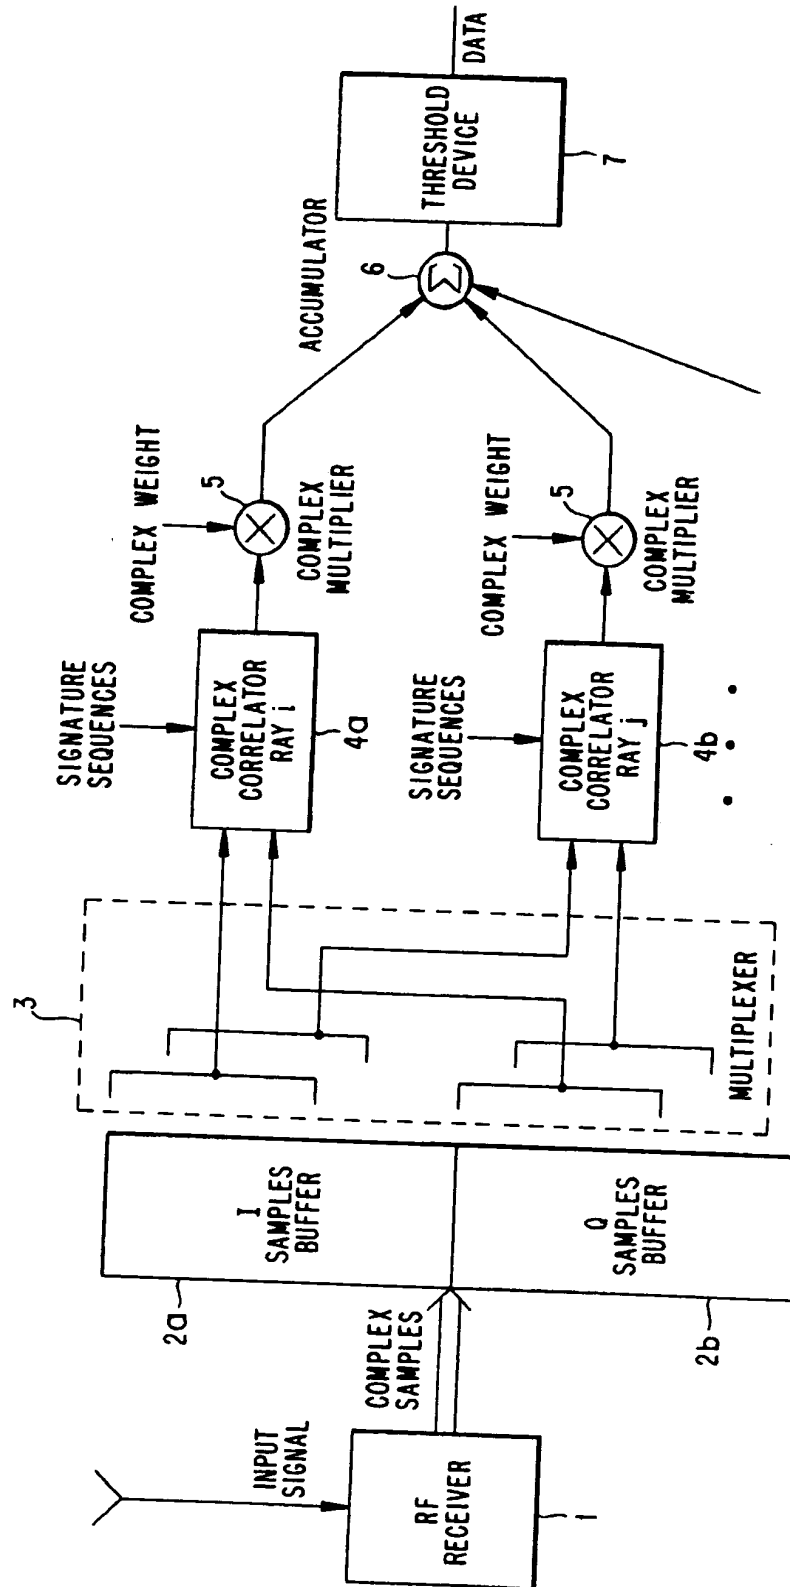 INPUT
SIGNAL
RF
RECEIVER
1
COMPLEX
SAMPLES
2a
I
SAMPLES
BUFFER
Q
SAMPLES
BUFFER
2b
3
MULTIPLEXER
SIGNATURE
SEQUENCES
COMPLEX
CORRELATOR
RAY i
4a
SIGNATURE
SEQUENCES
COMPLEX
CORRELATOR
RAY j
4b
COMPLEX WEIGHT
5
COMPLEX
MULTIPLIER
COMPLEX WEIGHT
5
COMPLEX
MULTIPLIER
ACCUMULATOR
6
Σ
THRESHOLD
DEVICE
7
DATA